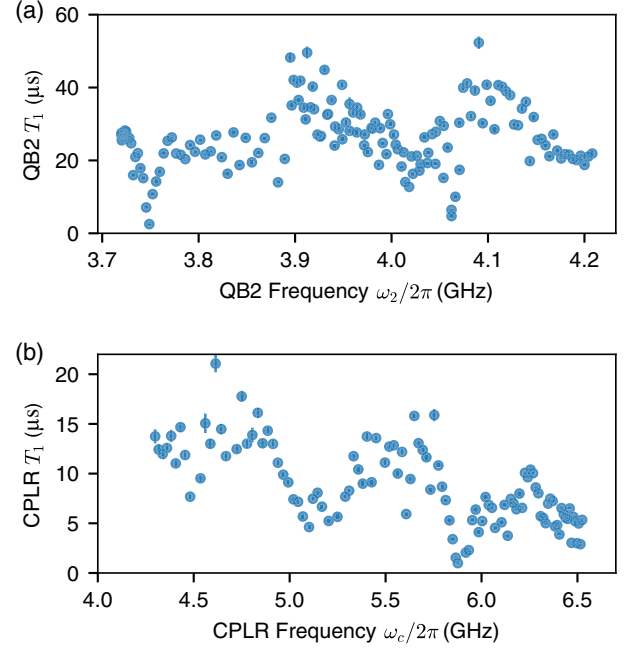 (a)
60
40
20
0
QB2 T₁ (μs)
3.7 3.8 3.9 4.0 4.1 4.2
QB2 Frequency ω₂/2π (GHz)
(b)
20
15
10
5
0
CPLR T₁ (μs)
4.0 4.5 5.0 5.5 6.0 6.5
CPLR Frequency ω_c/2π (GHz)